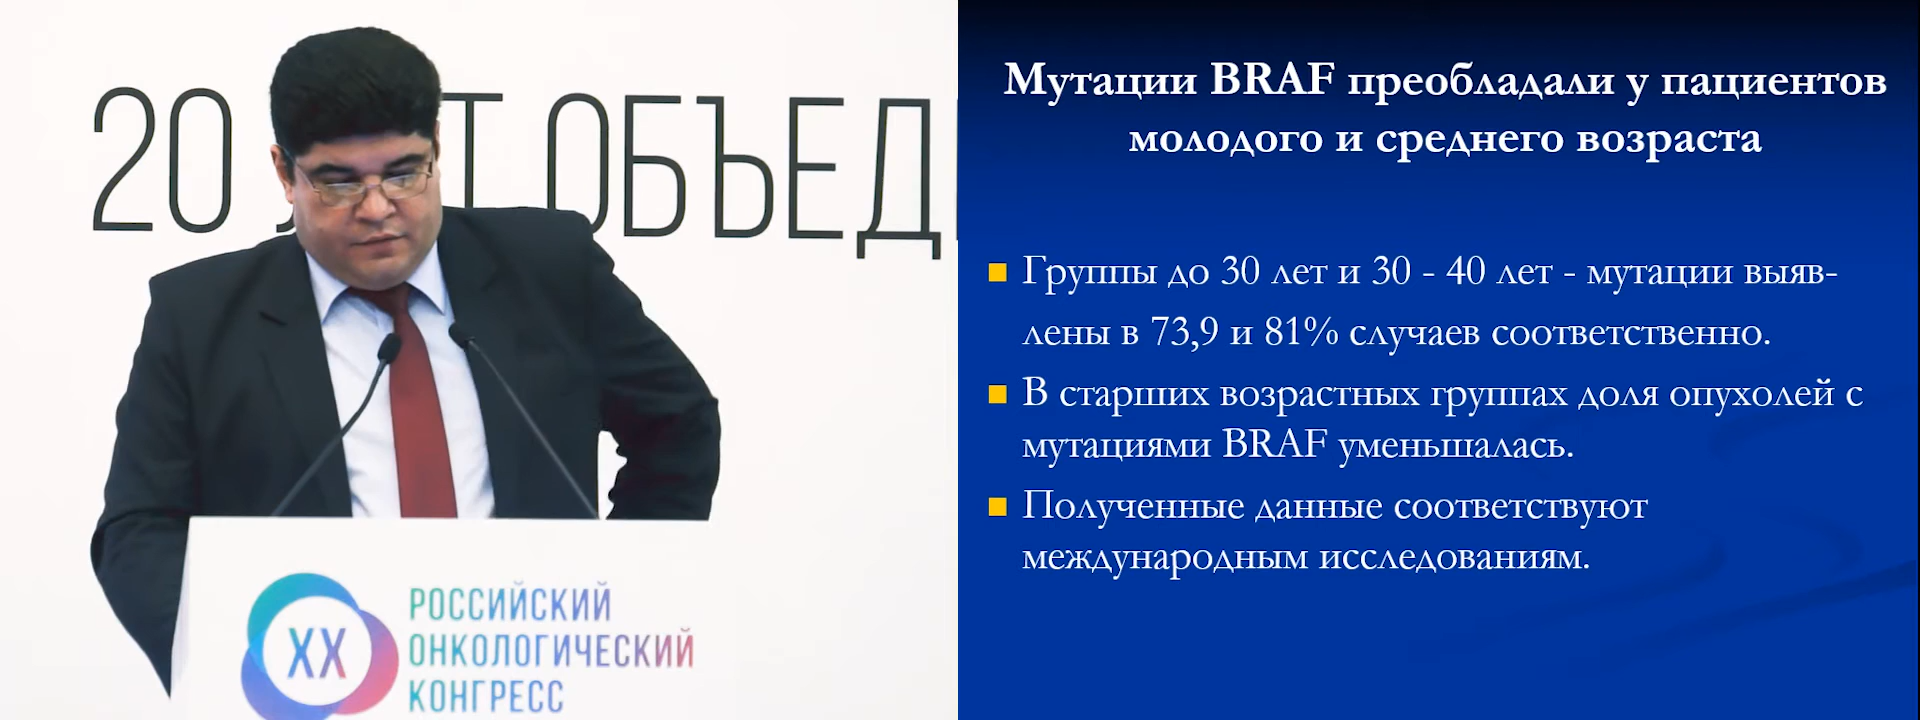 20 Л Т ОБЪЕД
XX
РОССИЙСКИЙ
ОНКОЛОГИЧЕСКИЙ
КОНГРЕСС
Мутации BRAF преобладали у пациентов
молодого и среднего возраста
Группы до 30 лет и 30 - 40 лет - мутации выяв-
лены в 73,9 и 81% случаев соответственно.
В старших возрастных группах доля опухолей с
мутациями BRAF уменьшалась.
Полученные данные соответствуют
международным исследованиям.